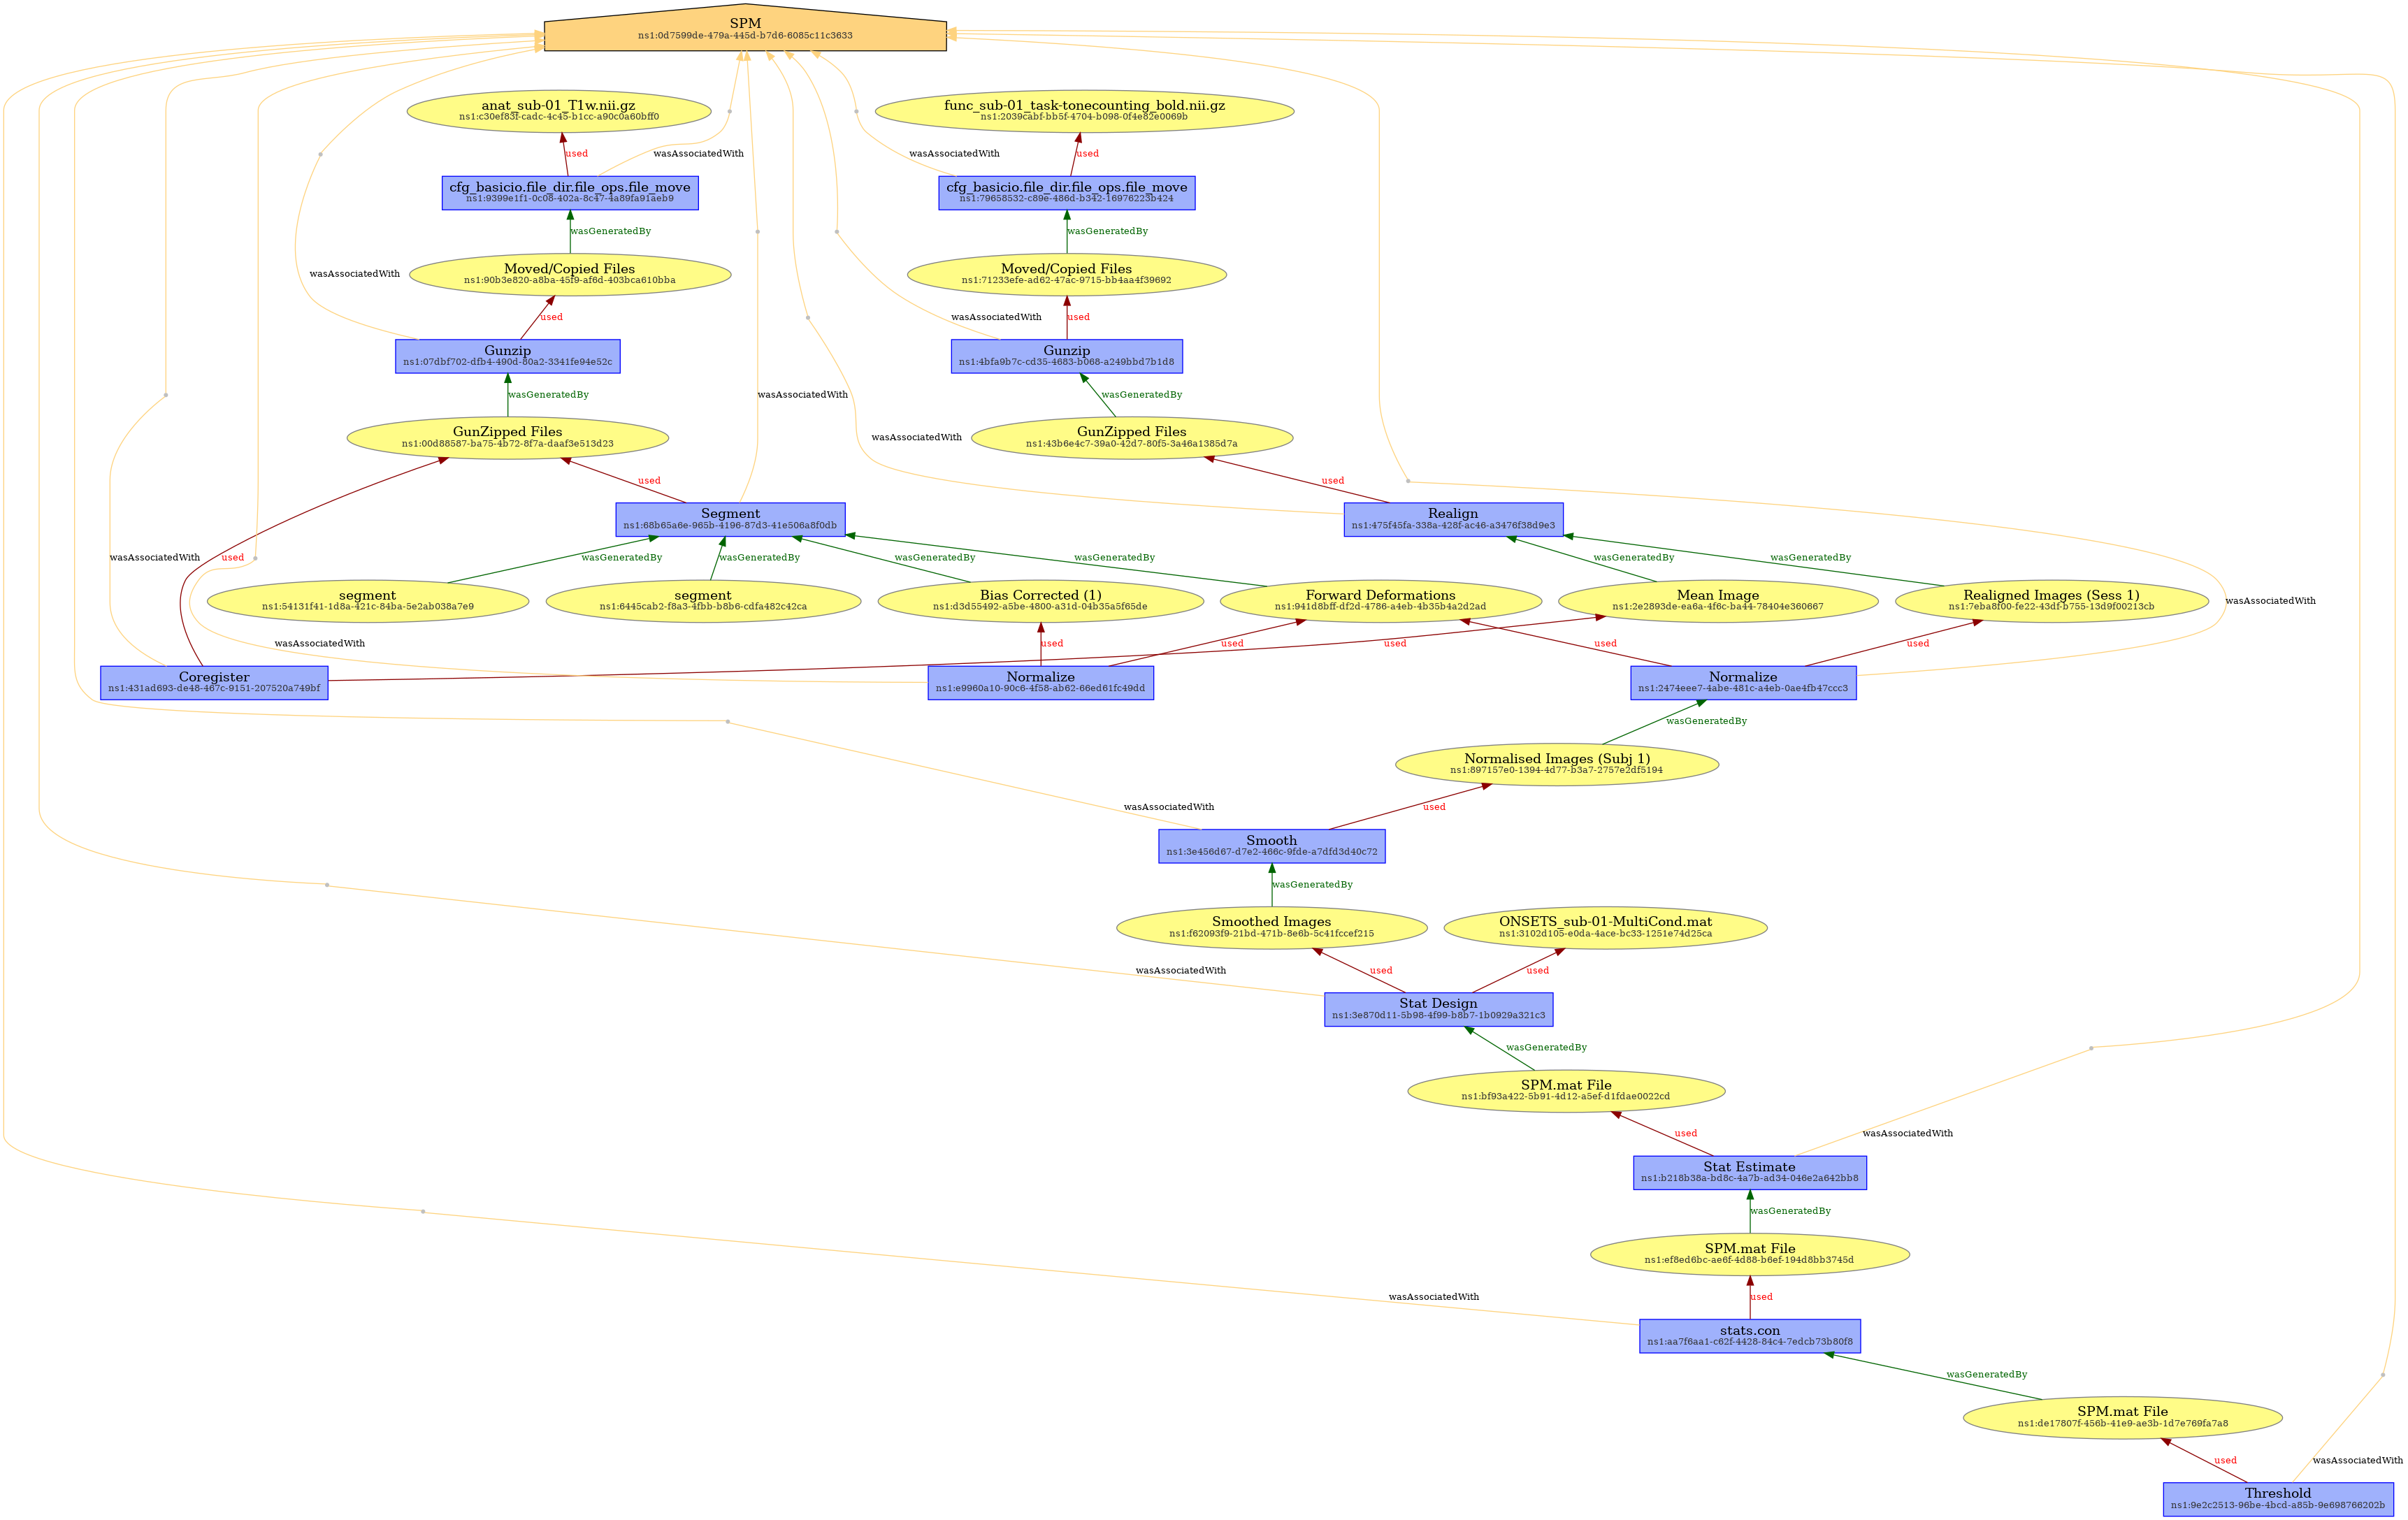 SPM
ns1:0d7599de-479a-445d-b7d6-6085c11c3633
anat_sub-01_T1w.nii.gz
ns1:c30ef83f-cadc-4c45-b1cc-a90c0a60bff0
func_sub-01_task-tonecounting_bold.nii.gz
ns1:2039cabf-bb5f-4704-b098-0f4e82e0069b
used
wasAssociatedWith
wasAssociatedWith
used
cfg_basicio.file_dir.file_ops.file_move
ns1:9399e1f1-0c08-402a-8c47-4a89fa91aeb9
cfg_basicio.file_dir.file_ops.file_move
ns1:79658532-c89e-486d-b342-16976223b424
wasGeneratedBy
wasGeneratedBy
wasAssociatedWith
Moved/Copied Files
ns1:90b3e820-a8ba-45f9-af6d-403bca610bba
Moved/Copied Files
ns1:71233efe-ad62-47ac-9715-bb4aa4f39692
used
wasAssociatedWith
used
Gunzip
ns1:07dbf702-dfb4-490d-80a2-3341fe94e52c
Gunzip
ns1:4bfa9b7c-cd35-4683-b068-a249bbd7b1d8
wasGeneratedBy
wasAssociatedWith
wasGeneratedBy
GunZipped Files
ns1:00d88587-ba75-4b72-8f7a-daaf3e513d23
wasAssociatedWith
GunZipped Files
ns1:43b6e4c7-39a0-42d7-80f5-3a46a1385d7a
used
used
Segment
ns1:68b65a6e-965b-4196-87d3-41e506a8f0db
Realign
ns1:475f45fa-338a-428f-ac46-a3476f38d9e3
wasAssociatedWith
used
wasGeneratedBy
wasGeneratedBy
wasGeneratedBy
wasGeneratedBy
wasGeneratedBy
wasGeneratedBy
segment
ns1:54131f41-1d8a-421c-84ba-5e2ab038a7e9
segment
ns1:6445cab2-f8a3-4fbb-b8b6-cdfa482c42ca
Bias Corrected (1)
ns1:d3d55492-a5be-4800-a31d-04b35a5f65de
Forward Deformations
ns1:941d8bff-df2d-4786-a4eb-4b35b4a2d2ad
Mean Image
ns1:2e2893de-ea6a-4f6c-ba44-78404e360667
Realigned Images (Sess 1)
ns1:7eba8f00-fe22-43df-b755-13d9f00213cb
wasAssociatedWith
wasAssociatedWith
used
used
used
used
used
Coregister
ns1:431ad693-de48-467c-9151-207520a749bf
Normalize
ns1:e9960a10-90c6-4f58-ab62-66ed61fc49dd
Normalize
ns1:2474eee7-4abe-481c-a4eb-0ae4fb47ccc3
wasGeneratedBy
Normalised Images (Subj 1)
ns1:897157e0-1394-4d77-b3a7-2757e2df5194
wasAssociatedWith
used
Smooth
ns1:3e456d67-d7e2-466c-9fde-a7dfd3d40c72
wasGeneratedBy
Smoothed Images
ns1:f62093f9-21bd-471b-8e6b-5c41fccef215
ONSETS_sub-01-MultiCond.mat
ns1:3102d105-e0da-4ace-bc33-1251e74d25ca
wasAssociatedWith
used
used
Stat Design
ns1:3e870d11-5b98-4f99-b8b7-1b0929a321c3
wasGeneratedBy
SPM.mat File
ns1:bf93a422-5b91-4d12-a5ef-d1fdae0022cd
used
wasAssociatedWith
Stat Estimate
ns1:b218b38a-bd8c-4a7b-ad34-046e2a642bb8
wasGeneratedBy
SPM.mat File
ns1:ef8ed6bc-ae6f-4d88-b6ef-194d8bb3745d
wasAssociatedWith
used
stats.con
ns1:aa7f6aa1-c62f-4428-84c4-7edcb73b80f8
wasGeneratedBy
SPM.mat File
ns1:de17807f-456b-41e9-ae3b-1d7e769fa7a8
used
wasAssociatedWith
Threshold
ns1:9e2c2513-96be-4bcd-a85b-9e698766202b